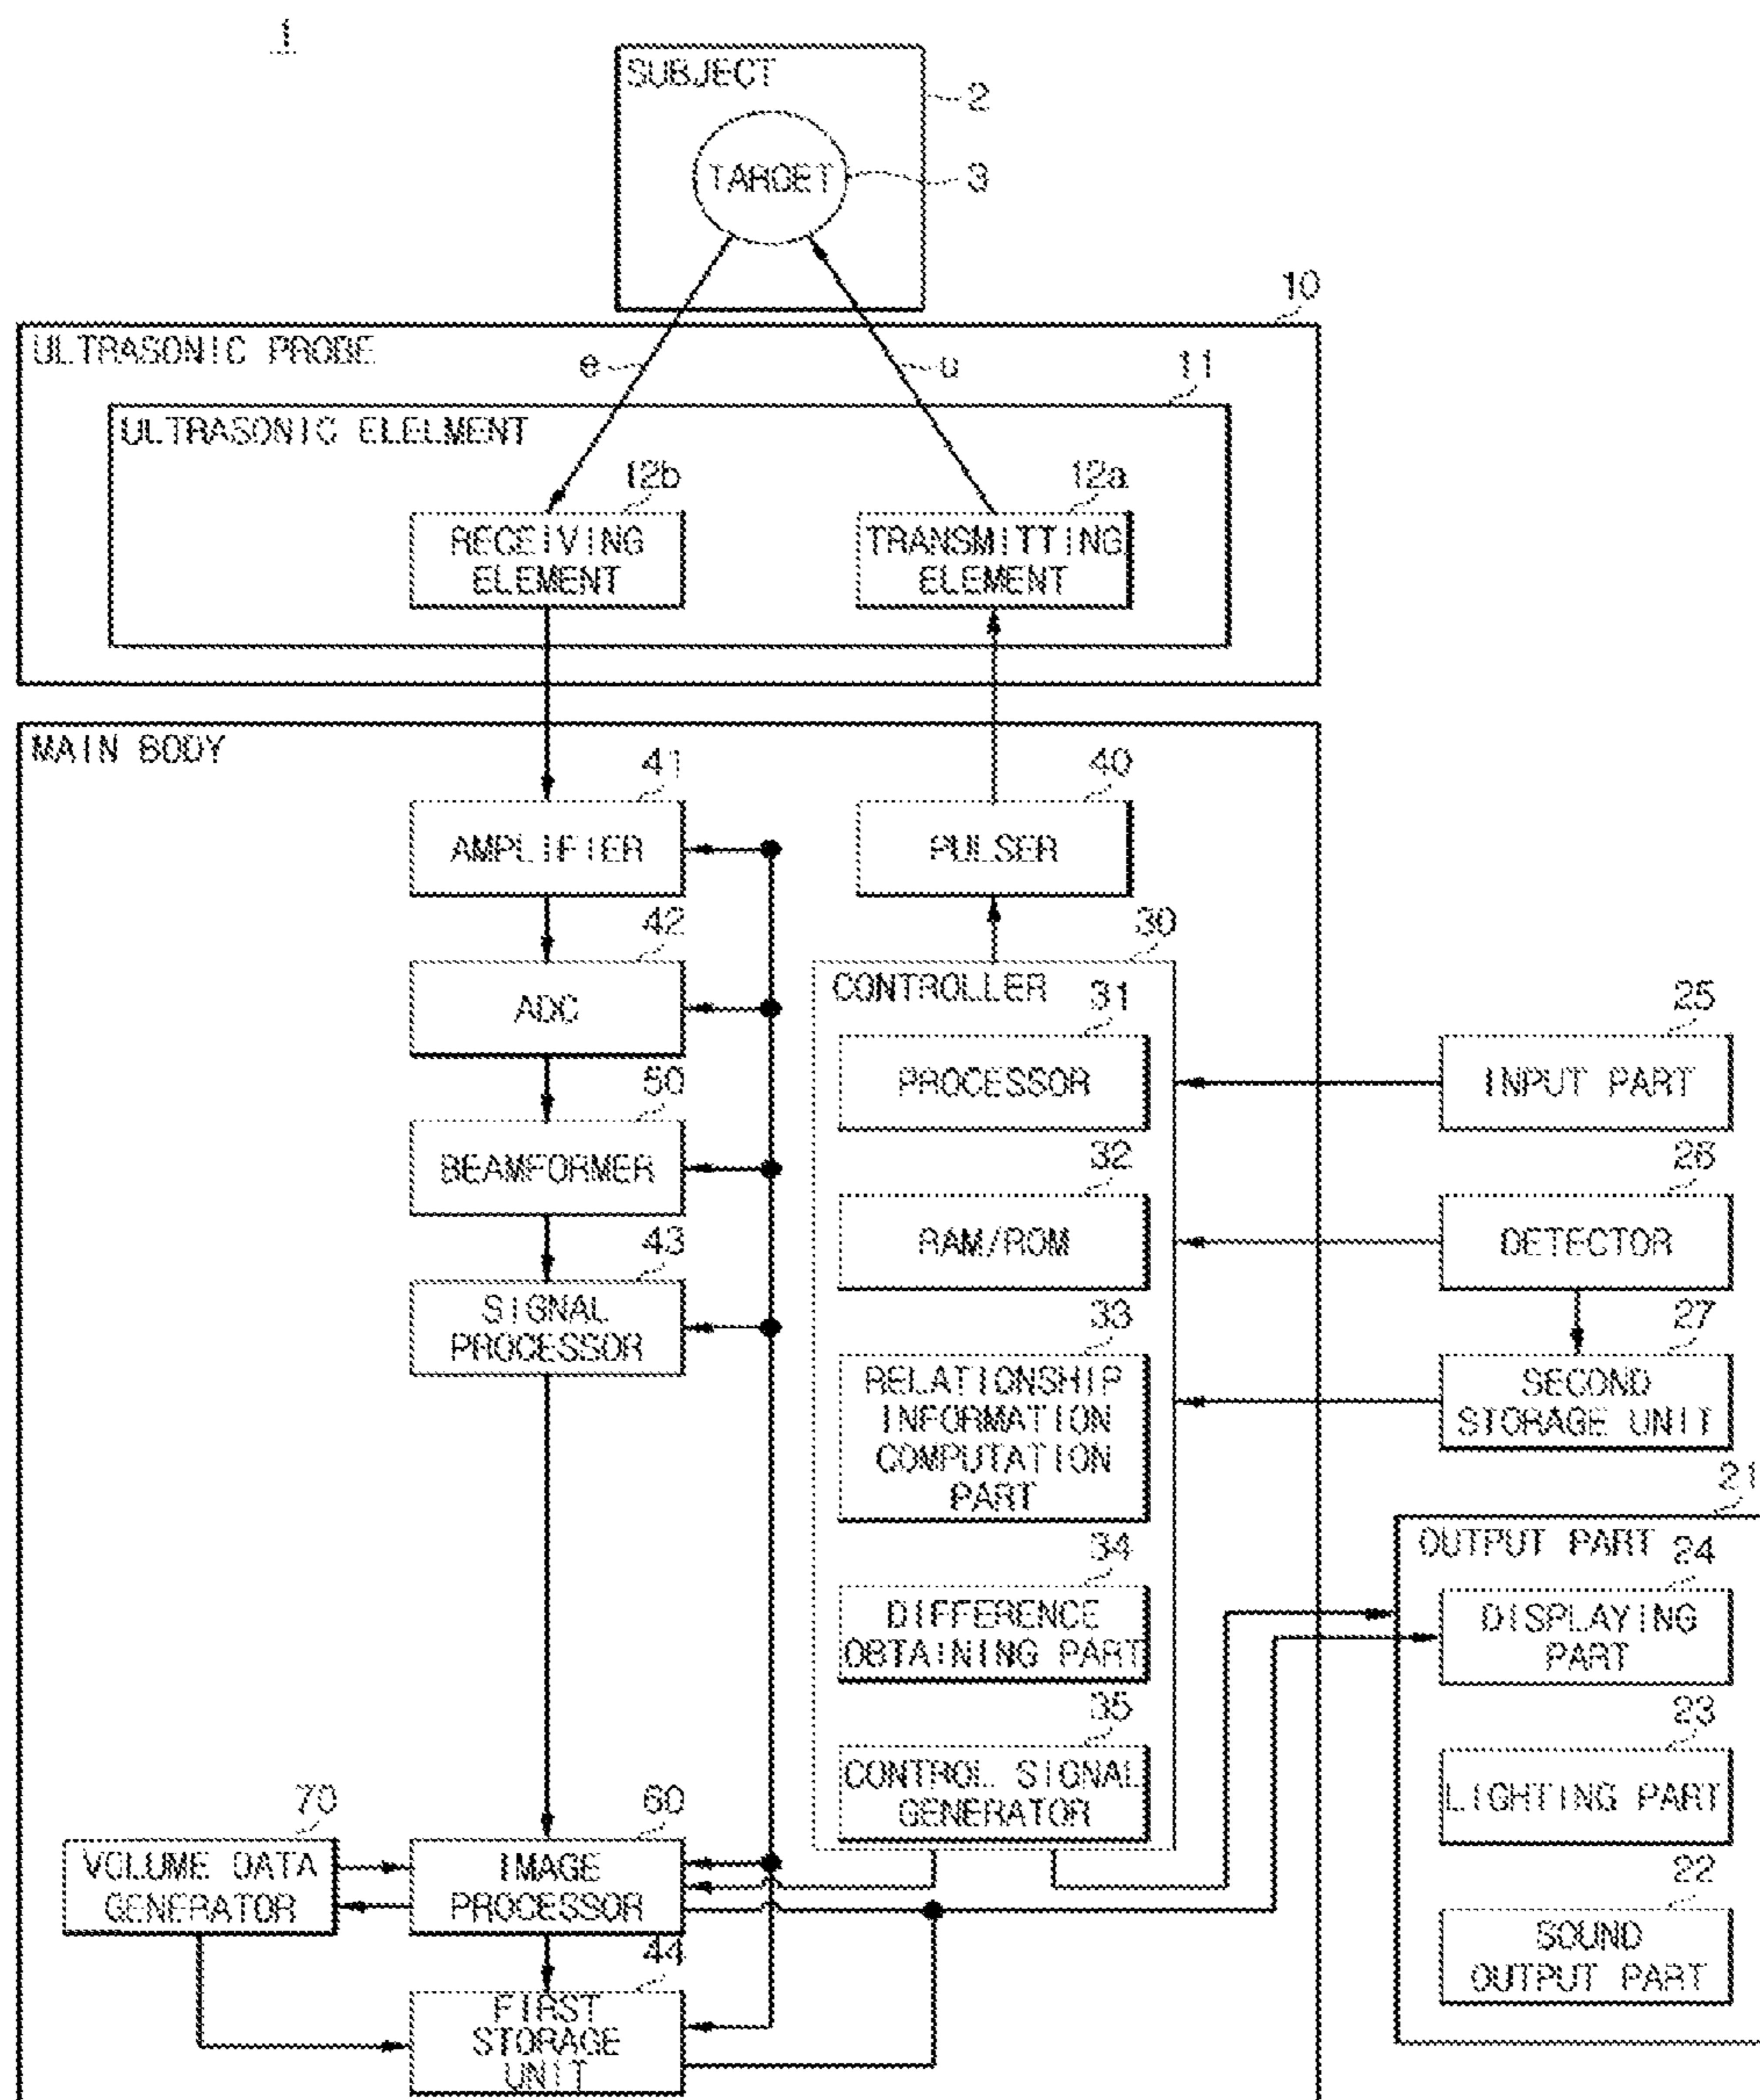 1
SUBJECT
2
TARGET
3
10
ULTRASONIC PROBE
e
u
11
ULTRASONIC ELELMENT
12b
12a
RECEIVING
ELEMENT
TRANSMITTING
ELEMENT
MAIN BODY
41
40
AMPLIFIER
PULSER
42
30
ADC
CONTROLLER
31
25
PROCESSOR
INPUT PART
50
BEAMFORMER
32
26
RAM/ROM
DETECTOR
43
SIGNAL
PROCESSOR
33
27
RELATIONSHIP
INFORMATION
COMPUTATION
PART
SECOND
STORAGE UNIT
21
OUTPUT PART
34
24
DIFFERENCE
OBTAINING PART
DISPLAYING
PART
35
23
CONTROL SIGNAL
GENERATOR
LIGHTING PART
70
60
VOLUME DATA
GENERATOR
IMAGE
PROCESSOR
22
SOUND
OUTPUT PART
44
FIRST
STORAGE
UNIT